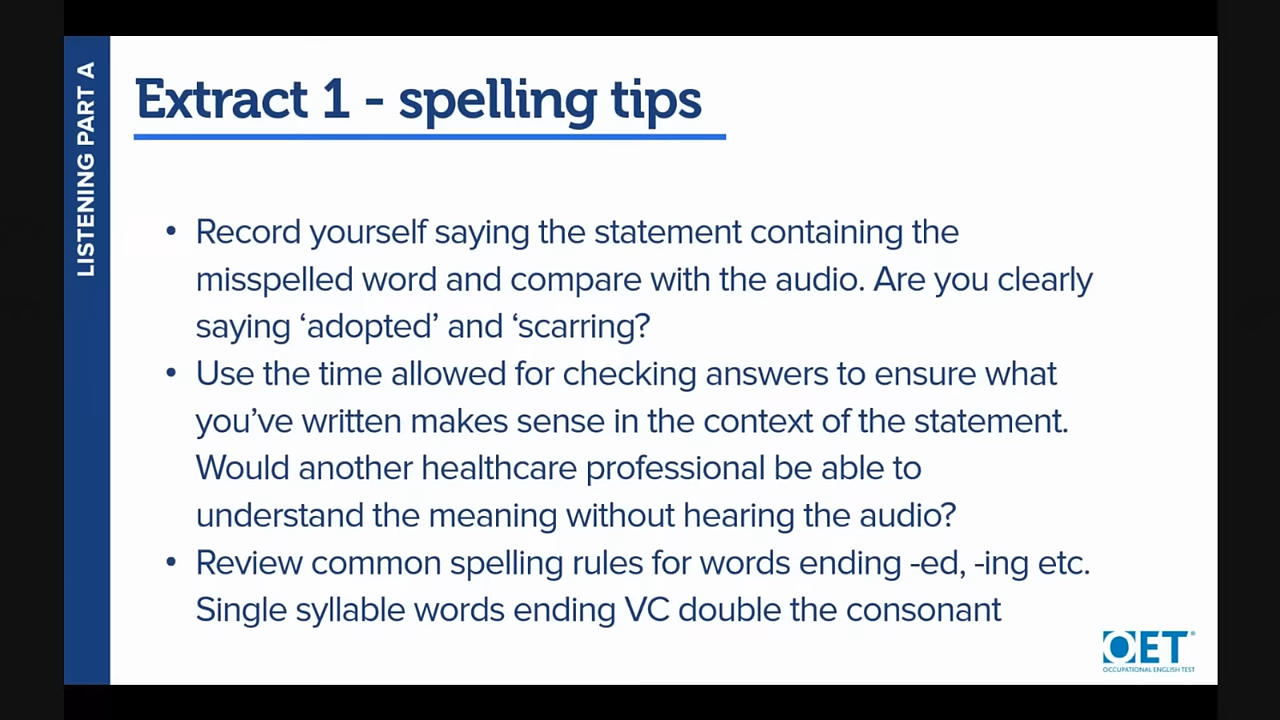 LISTENING PART A
Extract 1 - spelling tips
• Record yourself saying the statement containing the
misspelled word and compare with the audio. Are you clearly
saying ‘adopted’ and ‘scarring?
• Use the time allowed for checking answers to ensure what
you’ve written makes sense in the context of the statement.
Would another healthcare professional be able to
understand the meaning without hearing the audio?
• Review common spelling rules for words ending -ed, -ing etc.
Single syllable words ending VC double the consonant
OET®
OCCUPATIONAL ENGLISH TEST